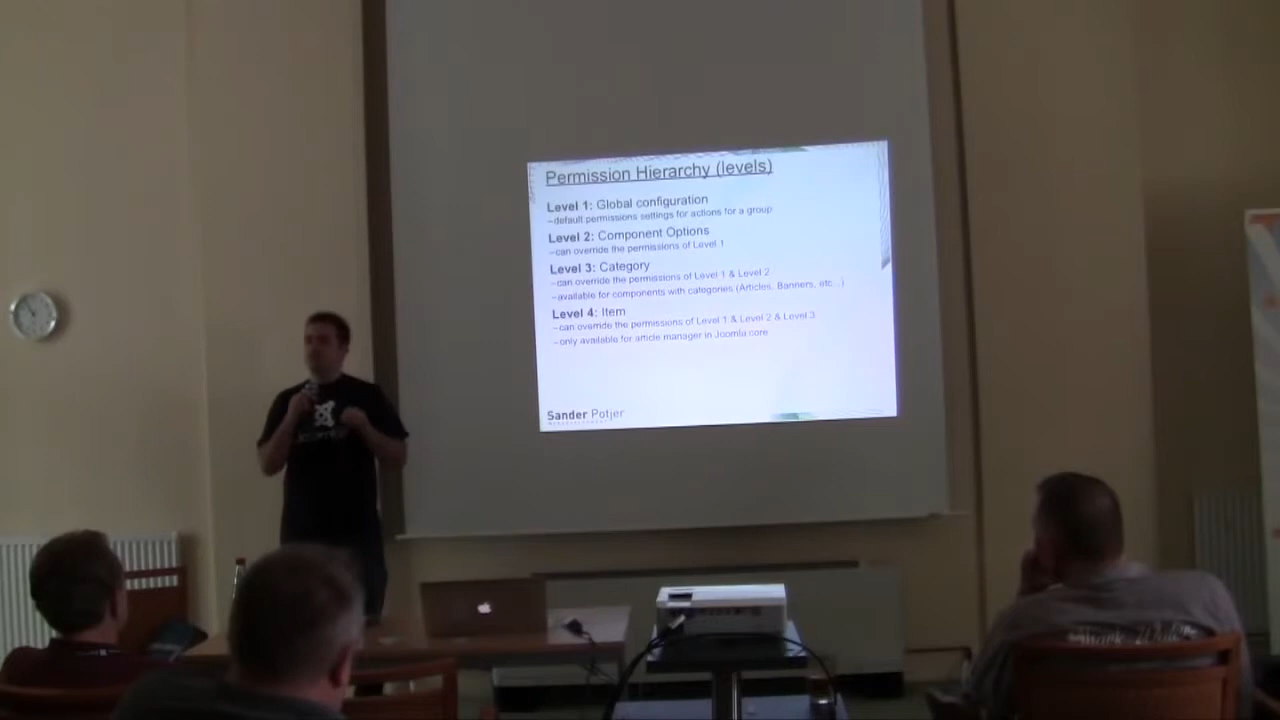 Permission Hierarchy (levels)
Level 1: Global configuration
–default permissions settings for actions for a group
Level 2: Component Options
–can override the permissions of Level 1
Level 3: Category
–can override the permissions of Level 1 & Level 2
–available for components with categories (Articles, Banners, etc...)
Level 4: Item
–can override the permissions of Level 1 & Level 2 & Level 3
–only available for article manager in Joomla core
Sander Potjer